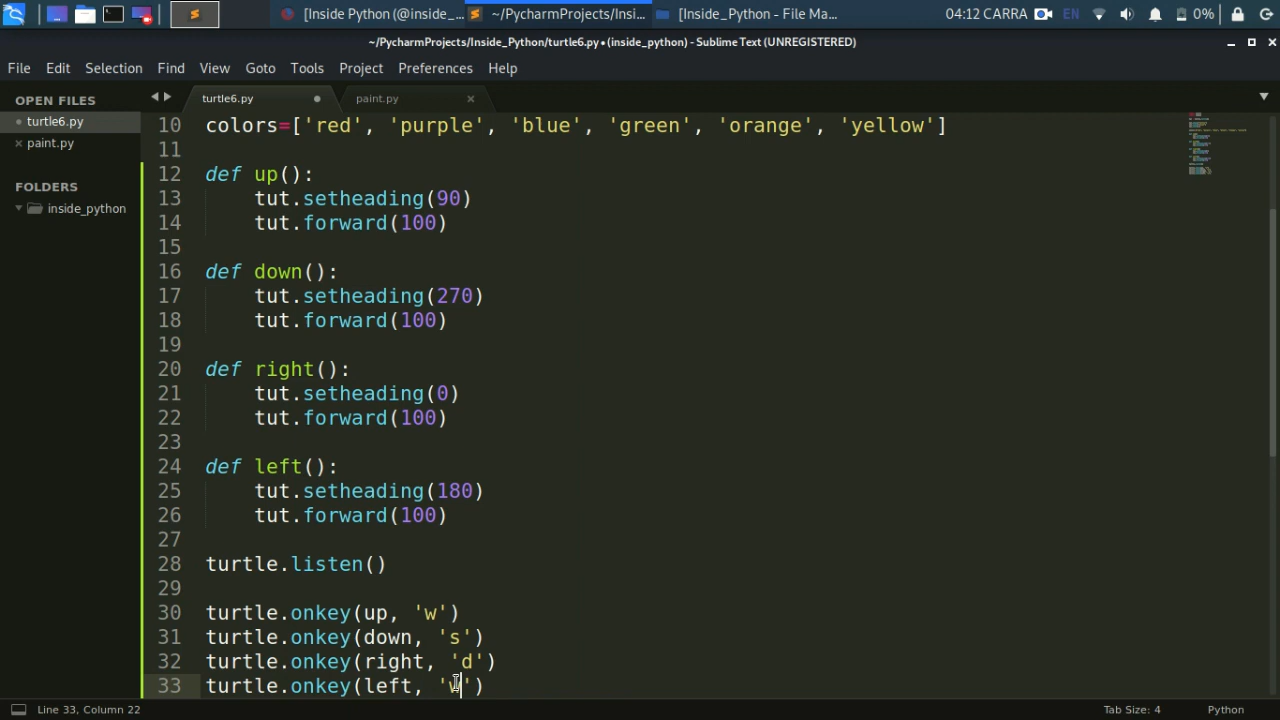 [Inside Python (@inside_... ~/PycharmProjects/Insi... [Inside_Python - File Ma... 04:12 CARRA EN 0%
~/PycharmProjects/Inside_Python/turtle6.py • (inside_python) - Sublime Text (UNREGISTERED)
File Edit Selection Find View Goto Tools Project Preferences Help
OPEN FILES
turtle6.py
paint.py
FOLDERS
inside_python
turtle6.py paint.py
10 colors=['red', 'purple', 'blue', 'green', 'orange', 'yellow']
11
12 def up():
13 tut.setheading(90)
14 tut.forward(100)
15
16 def down():
17 tut.setheading(270)
18 tut.forward(100)
19
20 def right():
21 tut.setheading(0)
22 tut.forward(100)
23
24 def left():
25 tut.setheading(180)
26 tut.forward(100)
27
28 turtle.listen()
29
30 turtle.onkey(up, 'w')
31 turtle.onkey(down, 's')
32 turtle.onkey(right, 'd')
33 turtle.onkey(left, 'w')
Line 33, Column 22 Tab Size: 4 Python